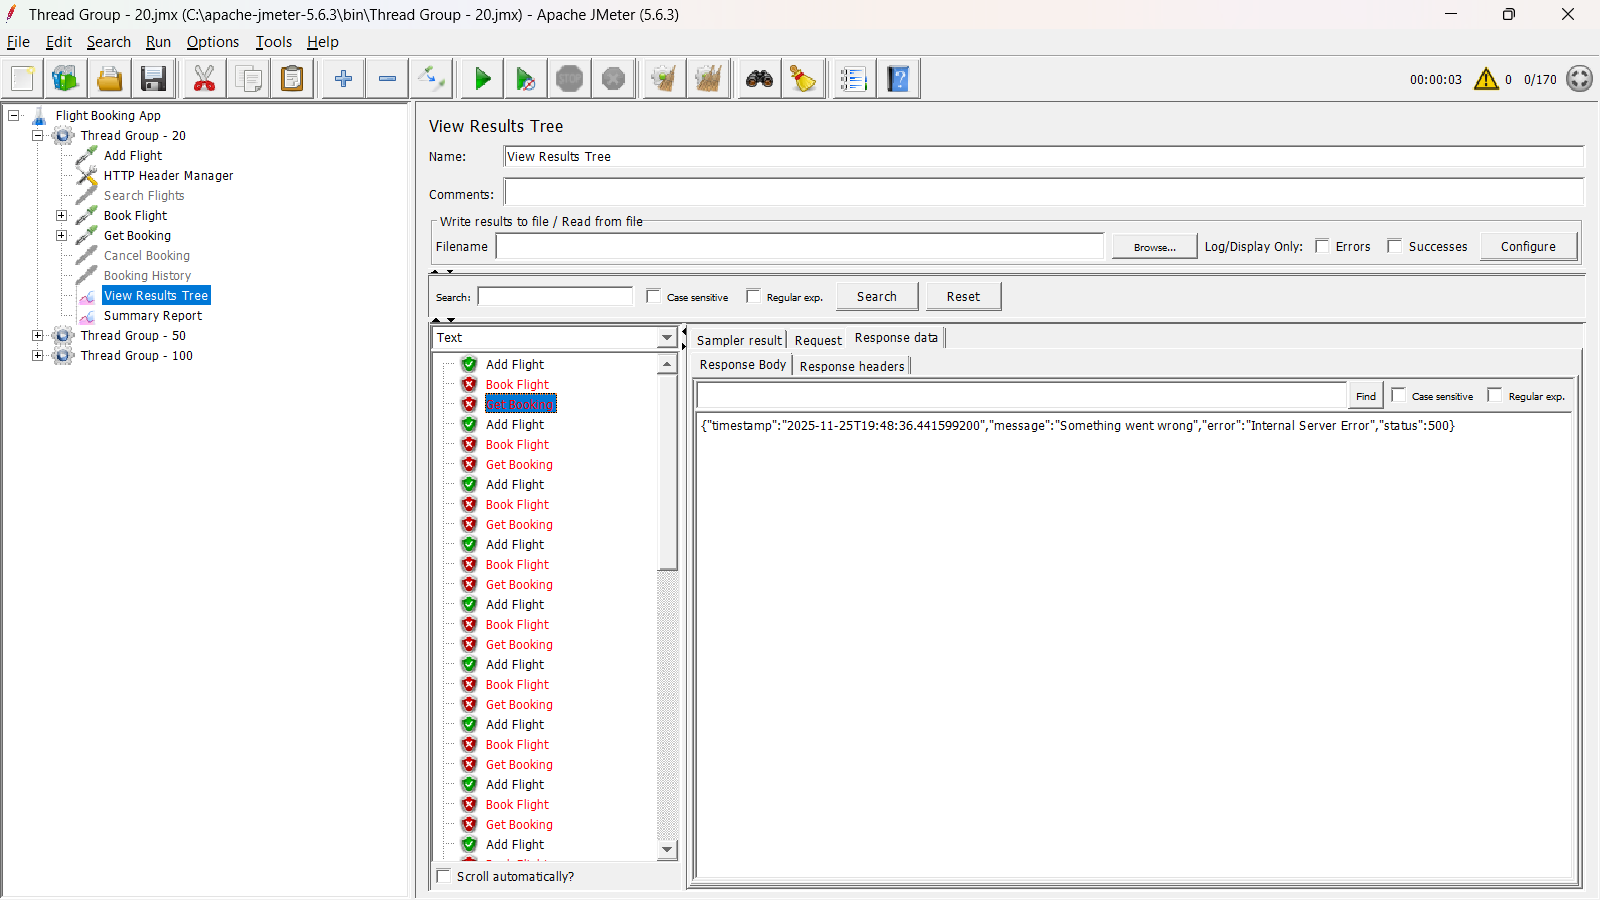 Thread Group - 20.jmx (C:\apache-jmeter-5.6.3\bin\Thread Group - 20.jmx) - Apache JMeter (5.6.3)
File Edit Search Run Options Tools Help
STOP
00:00:03 0 0/170
Flight Booking App
Thread Group - 20
Add Flight
HTTP Header Manager
Search Flights
Book Flight
Get Booking
Cancel Booking
Booking History
View Results Tree
Summary Report
Thread Group - 50
Thread Group - 100
View Results Tree
Name: View Results Tree
Comments:
Write results to file / Read from file
Filename Browse... Log/Display Only: Errors Successes Configure
Search: Case sensitive Regular exp. Search Reset
Text
Add Flight
Book Flight
Get Booking
Add Flight
Book Flight
Get Booking
Add Flight
Book Flight
Get Booking
Add Flight
Book Flight
Get Booking
Add Flight
Book Flight
Get Booking
Add Flight
Book Flight
Get Booking
Add Flight
Book Flight
Get Booking
Add Flight
Book Flight
Get Booking
Add Flight
Scroll automatically?
Sampler result Request Response data
Response Body Response headers
Find Case sensitive Regular exp.
{"timestamp":"2025-11-25T19:48:36.441599200","message":"Something went wrong","error":"Internal Server Error","status":500}